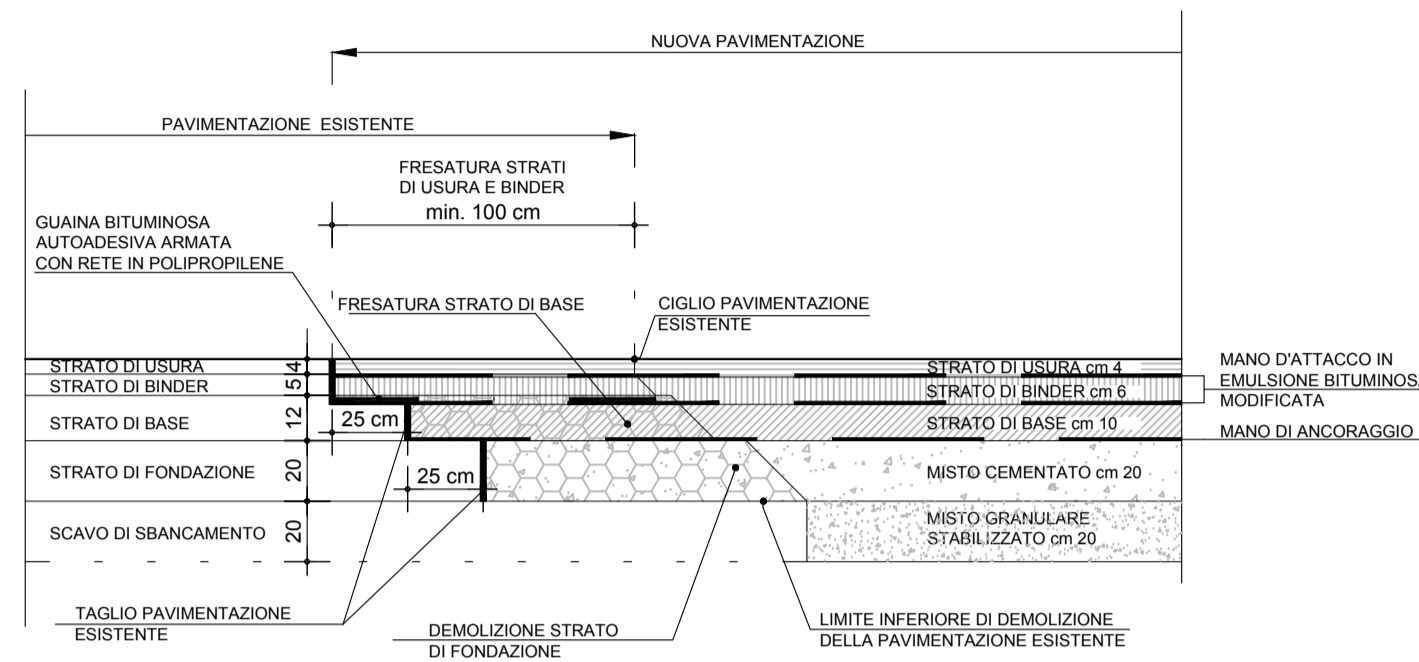 NUOVA PAVIMENTAZIONE
PAVIMENTAZIONE ESISTENTE
FRESATURA STRATI
DI USURA E BINDER
min. 100 cm
GUAINA BITUMINOSA
AUTOADESIVA ARMATA
CON RETE IN POLIPROPILENE
FRESATURA STRATO DI BASE
CIGLIO PAVIMENTAZIONE
ESISTENTE
STRATO DI USURA
4
STRATO DI USURA cm 4
STRATO DI BINDER
5
STRATO DI BINDER cm 6
MANO D'ATTACCO IN
EMULSIONE BITUMINOSA
MODIFICATA
STRATO DI BASE
12
25 cm
STRATO DI BASE cm 10
MANO DI ANCORAGGIO
STRATO DI FONDAZIONE
20
25 cm
MISTO CEMENTATO cm 20
SCAVO DI SBANCAMENTO
20
MISTO GRANULARE
STABILIZZATO cm 20
TAGLIO PAVIMENTAZIONE
ESISTENTE
DEMOLIZIONE STRATO
DI FONDAZIONE
LIMITE INFERIORE DI DEMOLIZIONE
DELLA PAVIMENTAZIONE ESISTENTE